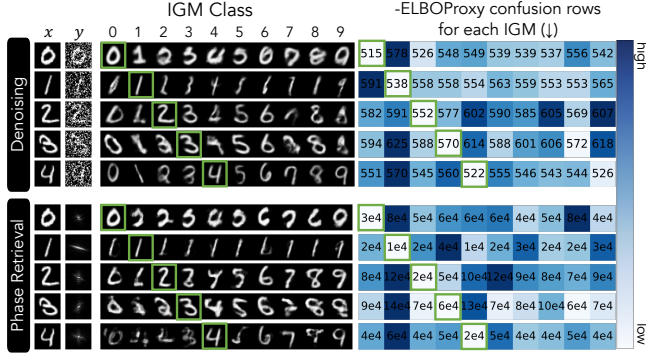 IGM Class
-ELBOProxy confusion rows
for each IGM (↓)
x y 0 1 2 3 4 5 6 7 8 9
high
Denoising
515 578 526 548 549 539 539 537 556 542
591 538 558 558 554 563 559 553 553 565
582 591 552 577 602 590 585 605 569 607
594 625 588 570 614 588 601 606 572 618
551 570 545 560 522 555 546 543 544 526
Phase Retrieval
3e4 8e4 5e4 6e4 6e4 6e4 4e4 5e4 8e4 4e4
2e4 1e4 2e4 4e4 1e4 2e4 3e4 2e4 2e4 3e4
8e4 12e4 2e4 5e4 10e4 12e4 9e4 8e4 7e4 9e4
9e4 14e4 7e4 6e4 13e4 7e4 8e4 10e4 6e4 7e4
4e4 6e4 5e4 5e4 2e4 5e4 4e4 4e4 5e4 4e4
low